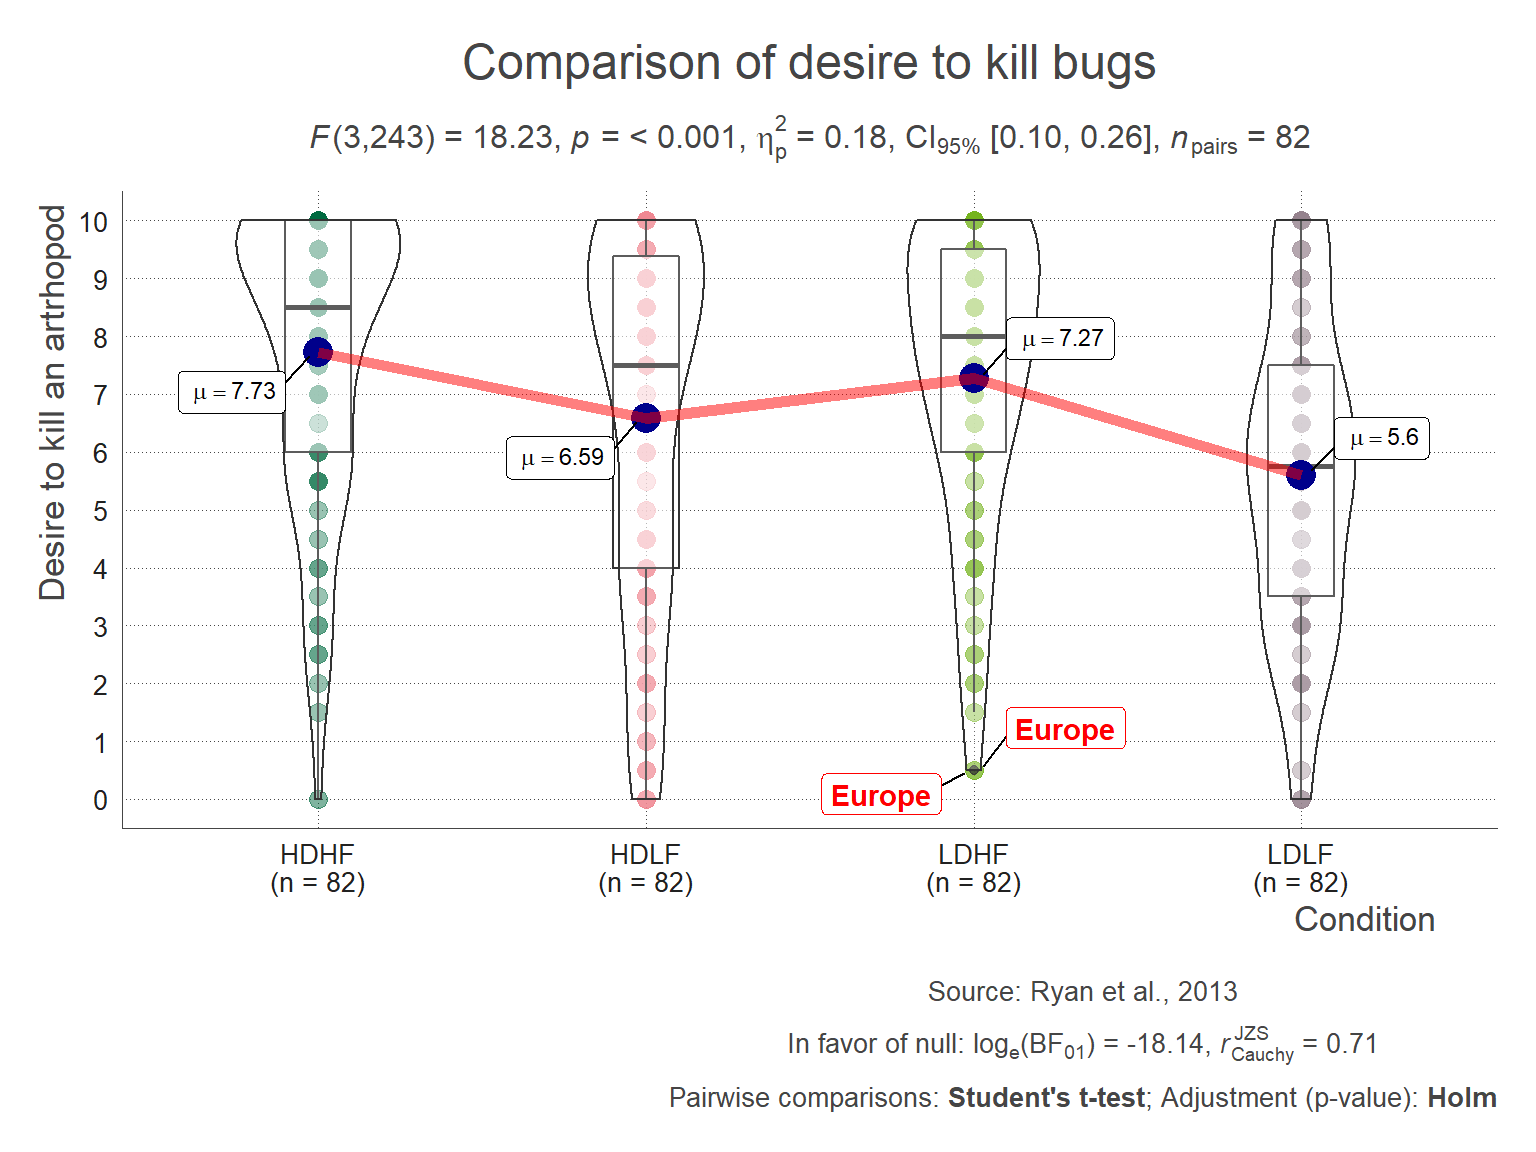 Comparison of desire to kill bugs
F(3,243) = 18.23, p = < 0.001, η²ₚ = 0.18, CI₉₅% [0.10, 0.26], n_pairs = 82
Desire to kill an artrhopod
10
9
8
7
6
5
4
3
2
1
0
μ = 7.73
μ = 6.59
μ = 7.27
μ = 5.6
Europe
Europe
HDHF
(n = 82)
HDLF
(n = 82)
LDHF
(n = 82)
LDLF
(n = 82)
Condition
Source: Ryan et al., 2013
In favor of null: logₑ(BF₀₁) = -18.14, r_Cauchy^JZS = 0.71
Pairwise comparisons: Student's t-test; Adjustment (p-value): Holm